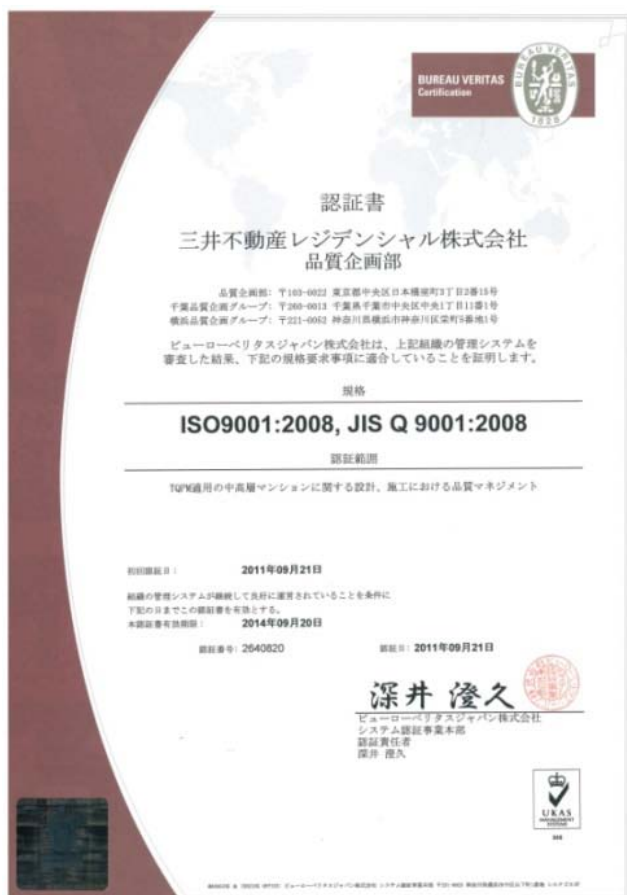 BUREAU VERITAS
Certification
BUREAU VERITAS
1828
認証書
三井不動産レジデンシャル株式会社
品質企画部
品質企画部: 〒103-0022 東京都中央区日本橋室町3丁目2番15号
千葉品質企画グループ: 〒260-0013 千葉県千葉市中央区中央1丁目11番1号
横浜品質企画グループ: 〒221-0052 神奈川県横浜市神奈川区栄町5番地1号
ビューローベリタスジャパン株式会社は、上記組織の管理システムを
審査した結果、下記の規格要求事項に適合していることを証明します。
規格
ISO9001:2008, JIS Q 9001:2008
認証範囲
TQPM適用の中高層マンションに関する設計、施工における品質マネジメント
初回認証日: 2011年09月21日
組織の管理システムが継続して良好に運営されていることを条件に
下記の日までこの認証書を有効とする。
本認証書有効期限: 2014年09月20日
認証番号: 2640820 認証日: 2011年09月21日
深井 澄久
ビューローベリタスジャパン株式会社
システム認証事業本部
認証責任者
深井 澄久
UKAS
MANAGEMENT
SYSTEMS
008